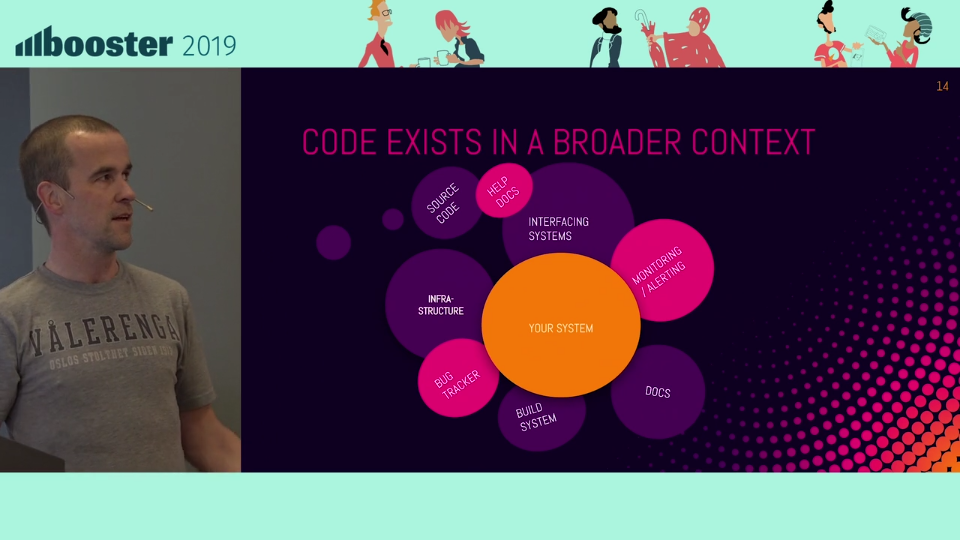 booster 2019
14
CODE EXISTS IN A BROADER CONTEXT
SOURCE
CODE
HELP
DOCS
INTERFACING
SYSTEMS
MONITORING
/ ALERTING
INFRA-
STRUCTURE
YOUR SYSTEM
BUG
TRACKER
BUILD
SYSTEM
DOCS
VÅLERENGA
OSLOS STOLTHET SIDEN 1913